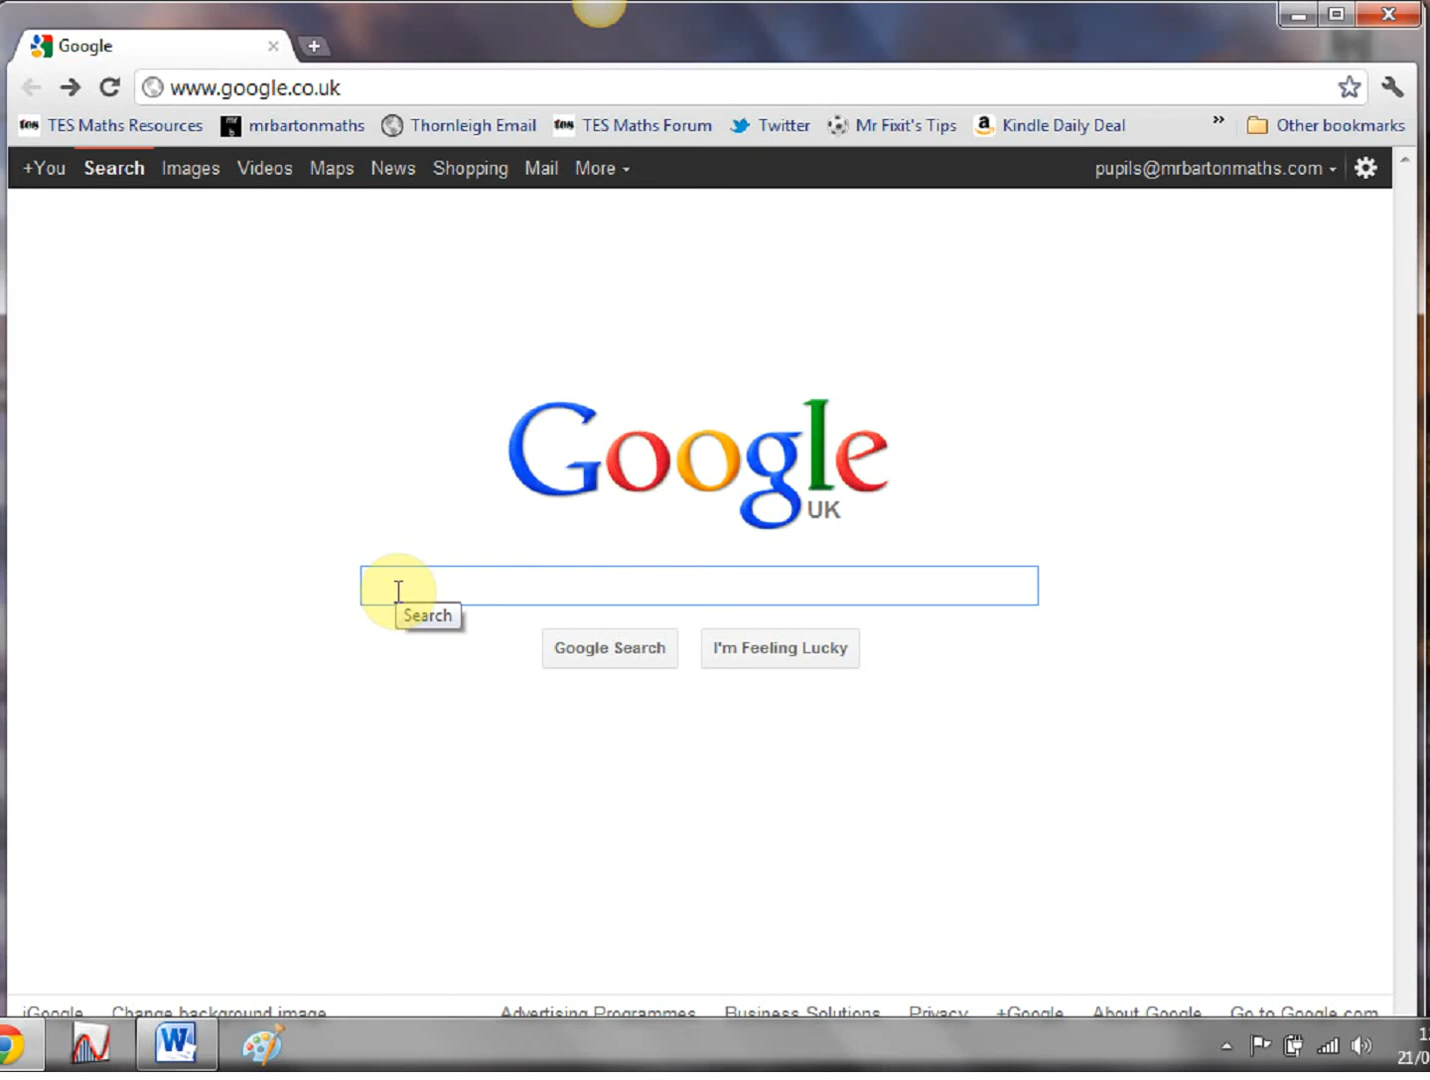 Google
www.google.co.uk
TES Maths Resources mrbartonmaths Thornleigh Email TES Maths Forum Twitter Mr Fixit's Tips Kindle Daily Deal » Other bookmarks
+You Search Images Videos Maps News Shopping Mail More pupils@mrbartonmaths.com
Google
UK
Search
Google Search I'm Feeling Lucky
iGoogle Change background image Advertising Programmes Business Solutions Privacy +Google About Google Go to Google.com
W
21/0